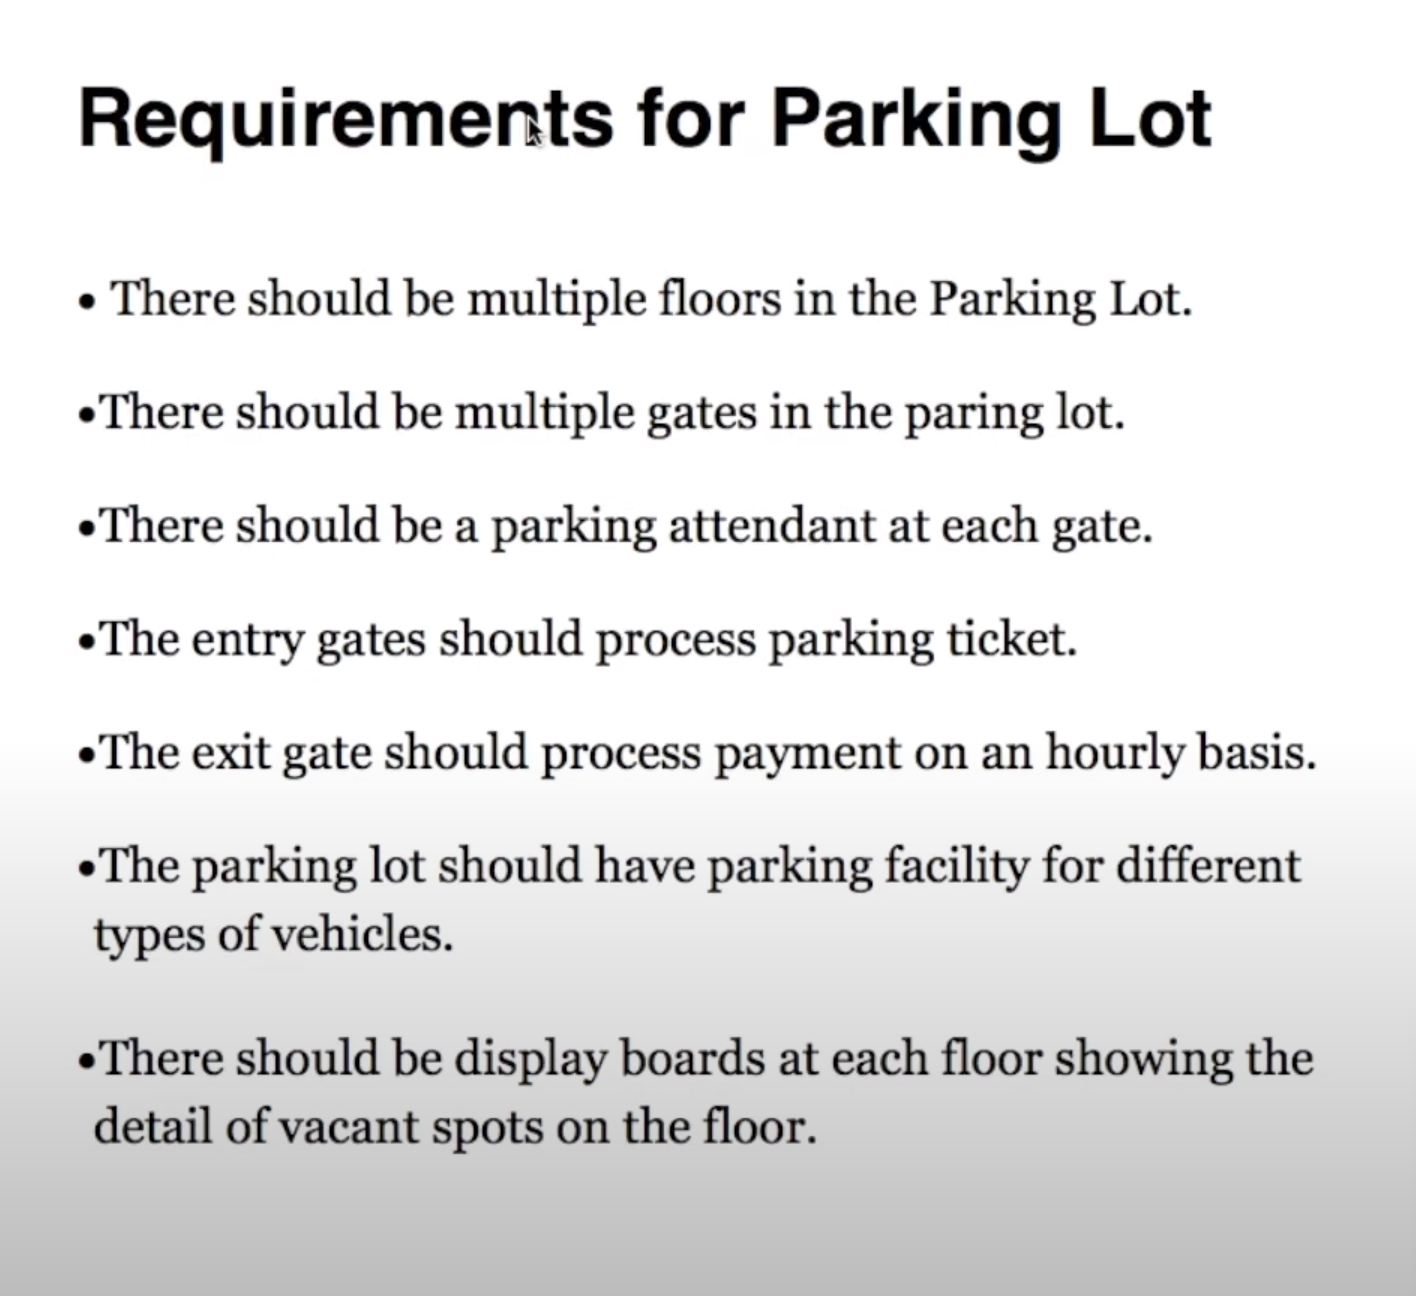 Requirements for Parking Lot
• There should be multiple floors in the Parking Lot.
•There should be multiple gates in the paring lot.
•There should be a parking attendant at each gate.
•The entry gates should process parking ticket.
•The exit gate should process payment on an hourly basis.
•The parking lot should have parking facility for different
types of vehicles.
•There should be display boards at each floor showing the
detail of vacant spots on the floor.